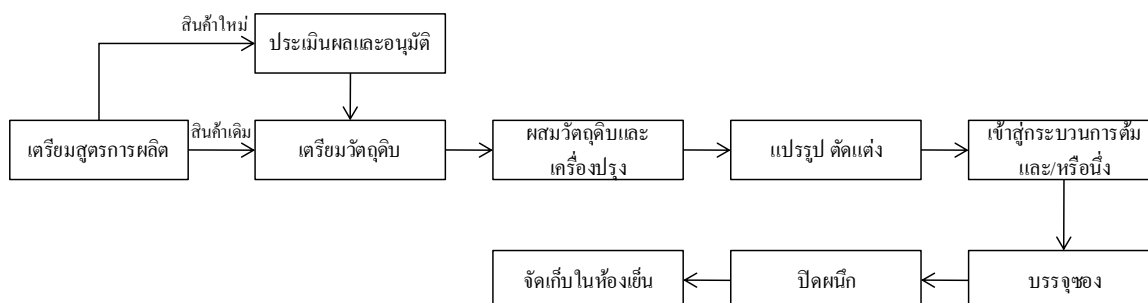 สินค้าใหม่
ประเมินผลและอนุมัติ
เตรียมสูตรการผลิต
สินค้าเดิม
เตรียมวัตถุดิบ
ผสมวัตถุดิบและ
เครื่องปรุง
แปรรูป ตัดแต่ง
เข้าสู่กระบวนการต้ม
และ/หรือนึ่ง
จัดเก็บในห้องเย็น
ปิดผนึก
บรรจุซอง